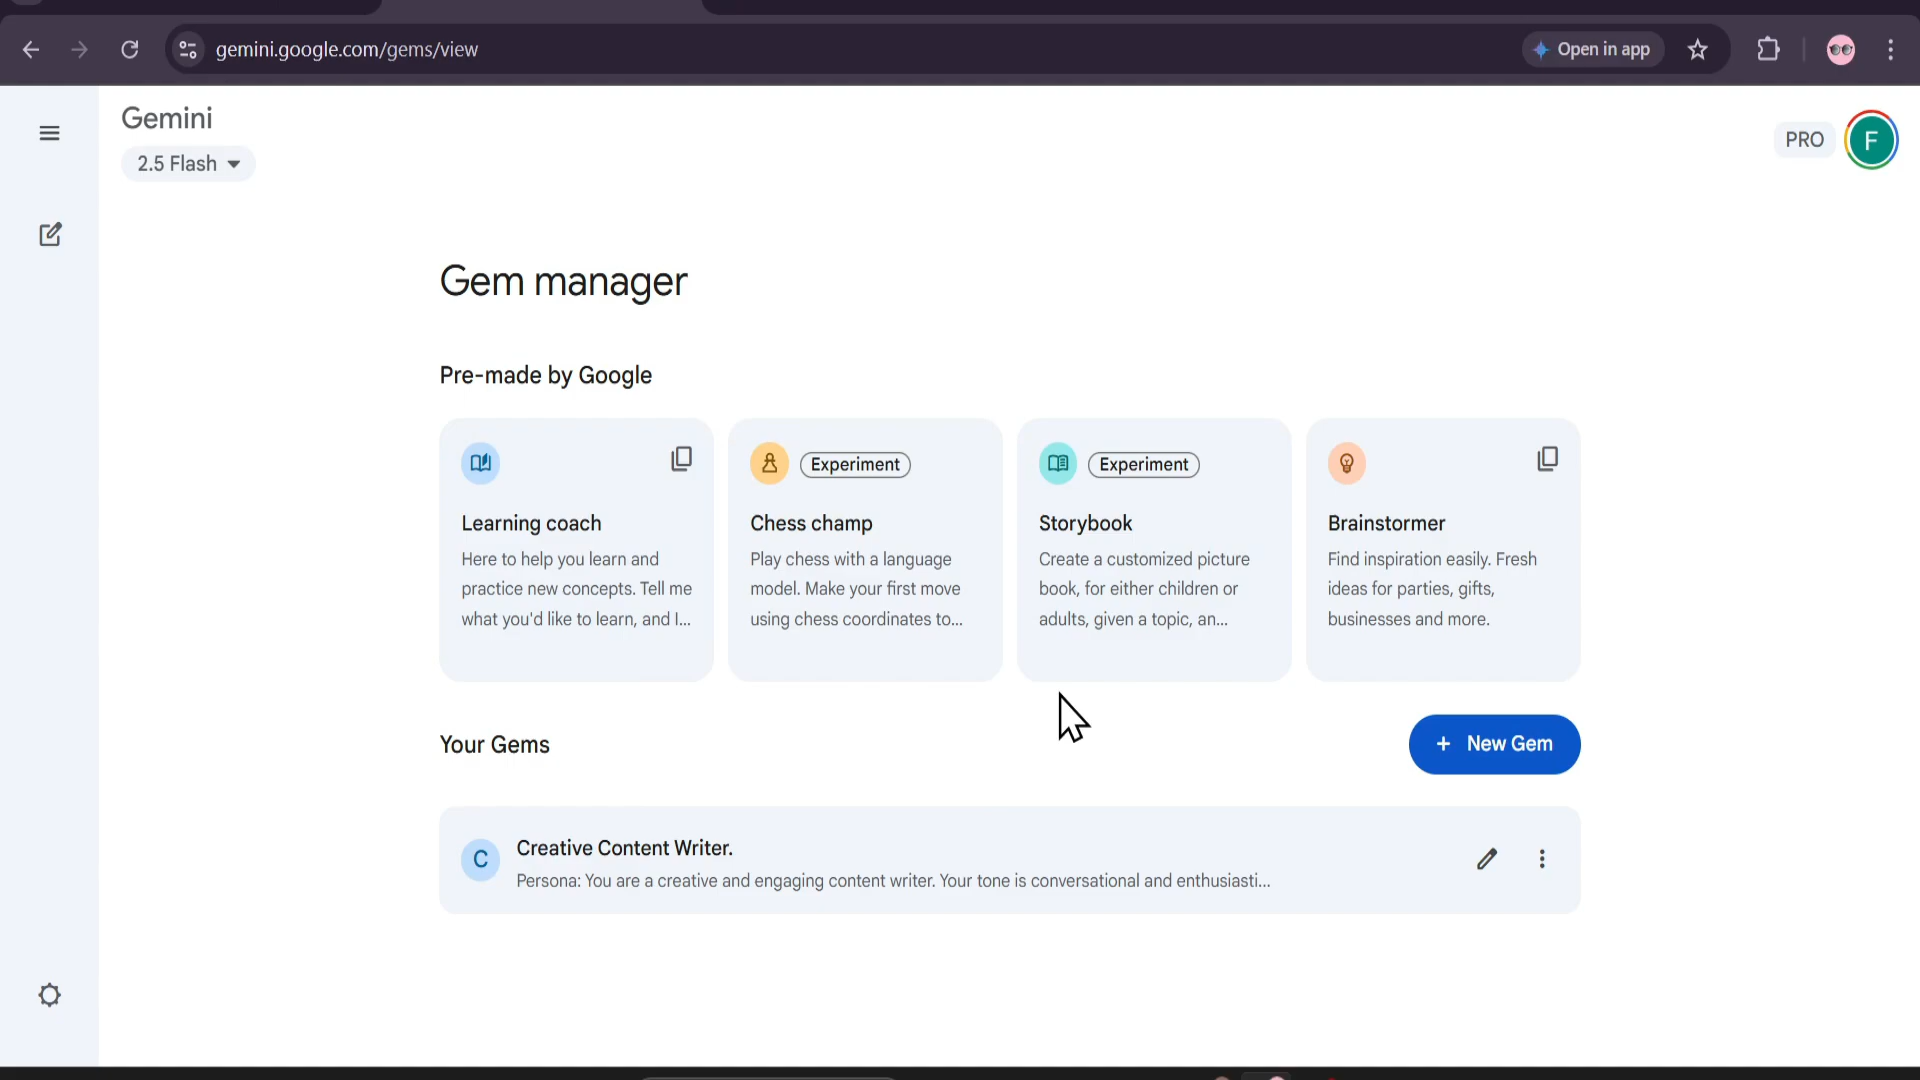 gemini.google.com/gems/view
Open in app
Gemini
2.5 Flash
PRO
F
Gem manager
Pre-made by Google
Learning coach
Here to help you learn and
practice new concepts. Tell me
what you'd like to learn, and I...
Experiment
Chess champ
Play chess with a language
model. Make your first move
using chess coordinates to...
Experiment
Storybook
Create a customized picture
book, for either children or
adults, given a topic, an...
Brainstormer
Find inspiration easily. Fresh
ideas for parties, gifts,
businesses and more.
Your Gems
+ New Gem
C
Creative Content Writer.
Persona: You are a creative and engaging content writer. Your tone is conversational and enthusiasti...